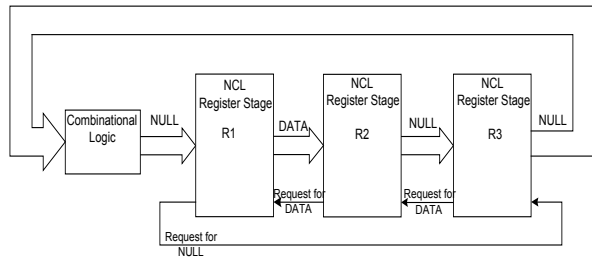 Combinational
Logic
NULL
NCL
Register Stage
R1
DATA
NCL
Register Stage
R2
NULL
NCL
Register Stage
R3
NULL
Request for
DATA
Request for
DATA
Request for
NULL